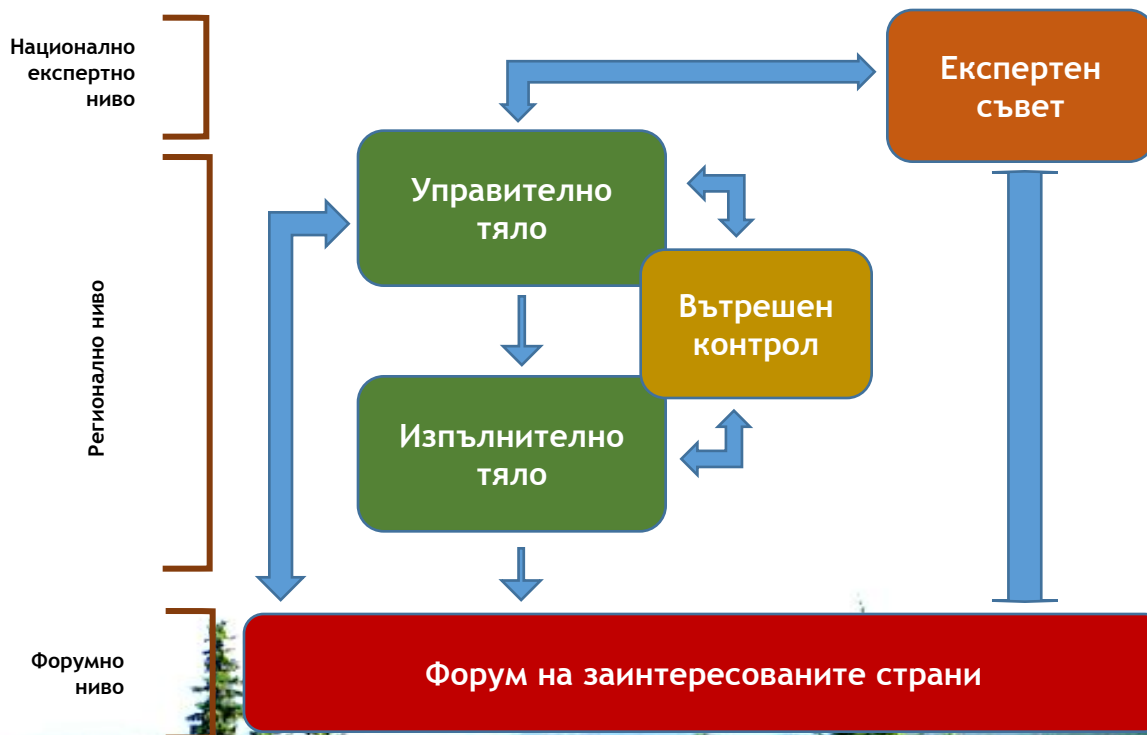 Национално
експертно
ниво
Експертен
съвет
Управително
тяло
Регионално ниво
Вътрешен
контрол
Изпълнително
тяло
Форумно
ниво
Форум на заинтересованите страни